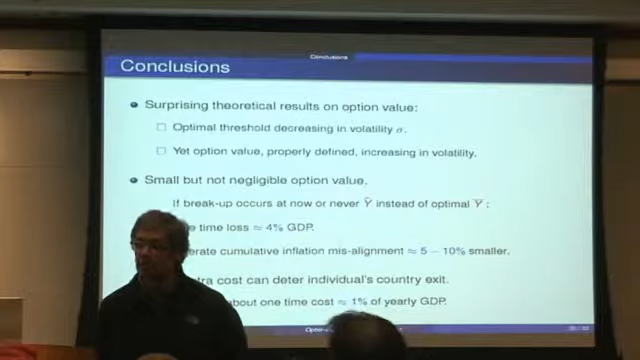 Conclusions
Conclusions
Surprising theoretical results on option value:
Optimal threshold decreasing in volatility σ.
Yet option value, properly defined, increasing in volatility.
Small but not negligible option value,
If break-up occurs at now or never Ŷ instead of optimal Ȳ :
time loss ≈ 4% GDP.
cumulative inflation mis-alignment ≈ 5 − 10% smaller.
cost can deter individual's country exit.
about one time cost ≈ 1% of yearly GDP.